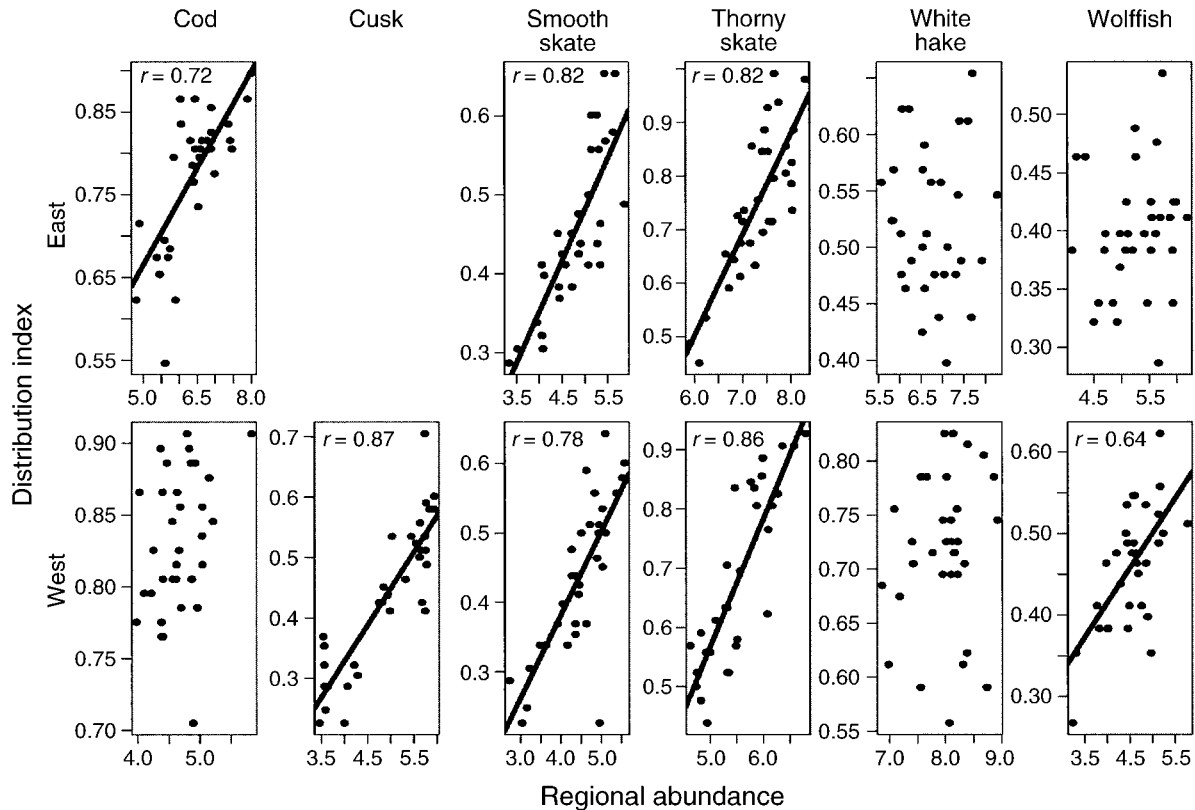 Cod Cusk Smooth skate Thorny skate White hake Wolffish
East
r = 0.72
0.85
0.75
0.65
0.55
5.0 6.0 7.0 8.0
r = 0.82
0.6
0.5
0.4
0.3
3.5 4.5 5.5
r = 0.82
0.9
0.8
0.7
0.6
0.5
6.0 7.0 8.0
0.60
0.55
0.50
0.45
0.40
5.5 6.5 7.5
0.50
0.45
0.40
0.35
0.30
4.5 5.5
Distribution index
West
0.90
0.85
0.80
0.75
0.70
4.0 5.0
r = 0.87
0.7
0.6
0.5
0.4
0.3
3.5 4.5 5.5
r = 0.78
0.6
0.5
0.4
0.3
3.0 4.0 5.0
r = 0.86
0.9
0.8
0.7
0.6
0.5
5.0 6.0
0.80
0.75
0.70
0.65
0.60
0.55
7.0 8.0 9.0
r = 0.64
0.60
0.50
0.40
0.30
3.5 4.5 5.5
Regional abundance